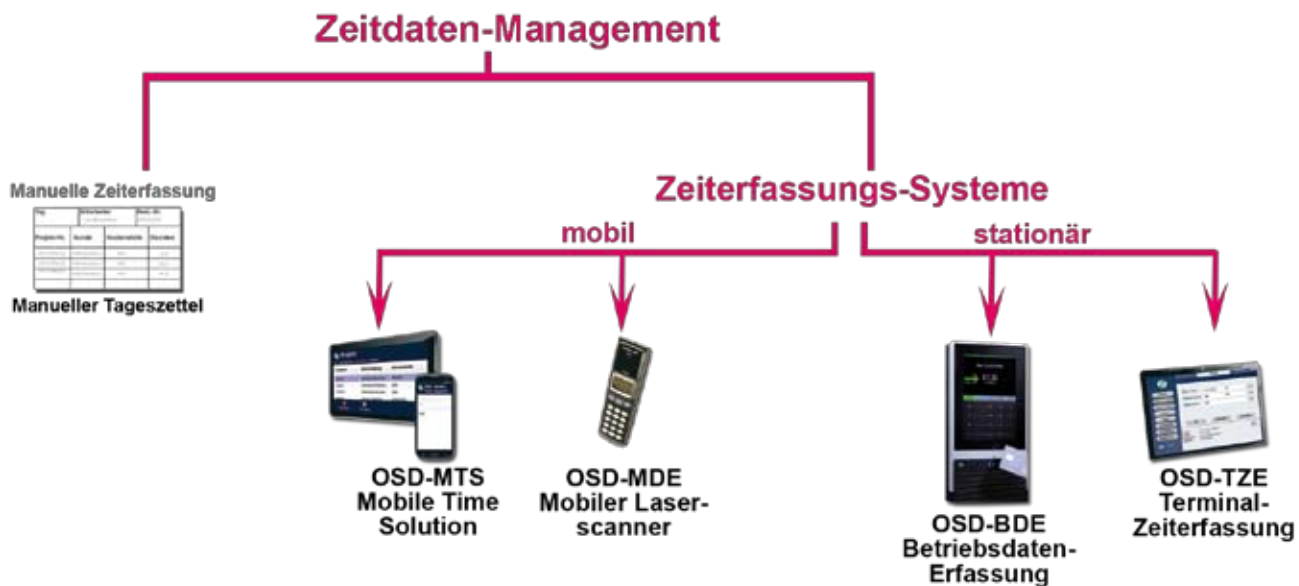 Zeitdaten-Management
Manuelle Zeiterfassung
Manueller Tageszettel
Zeiterfassungs-Systeme
mobil
stationär
OSD-MTS
Mobile Time
Solution
OSD-MDE
Mobiler Laser-
scanner
OSD-BDE
Betriebsdaten-
Erfassung
OSD-TZE
Terminal-
Zeiterfassung